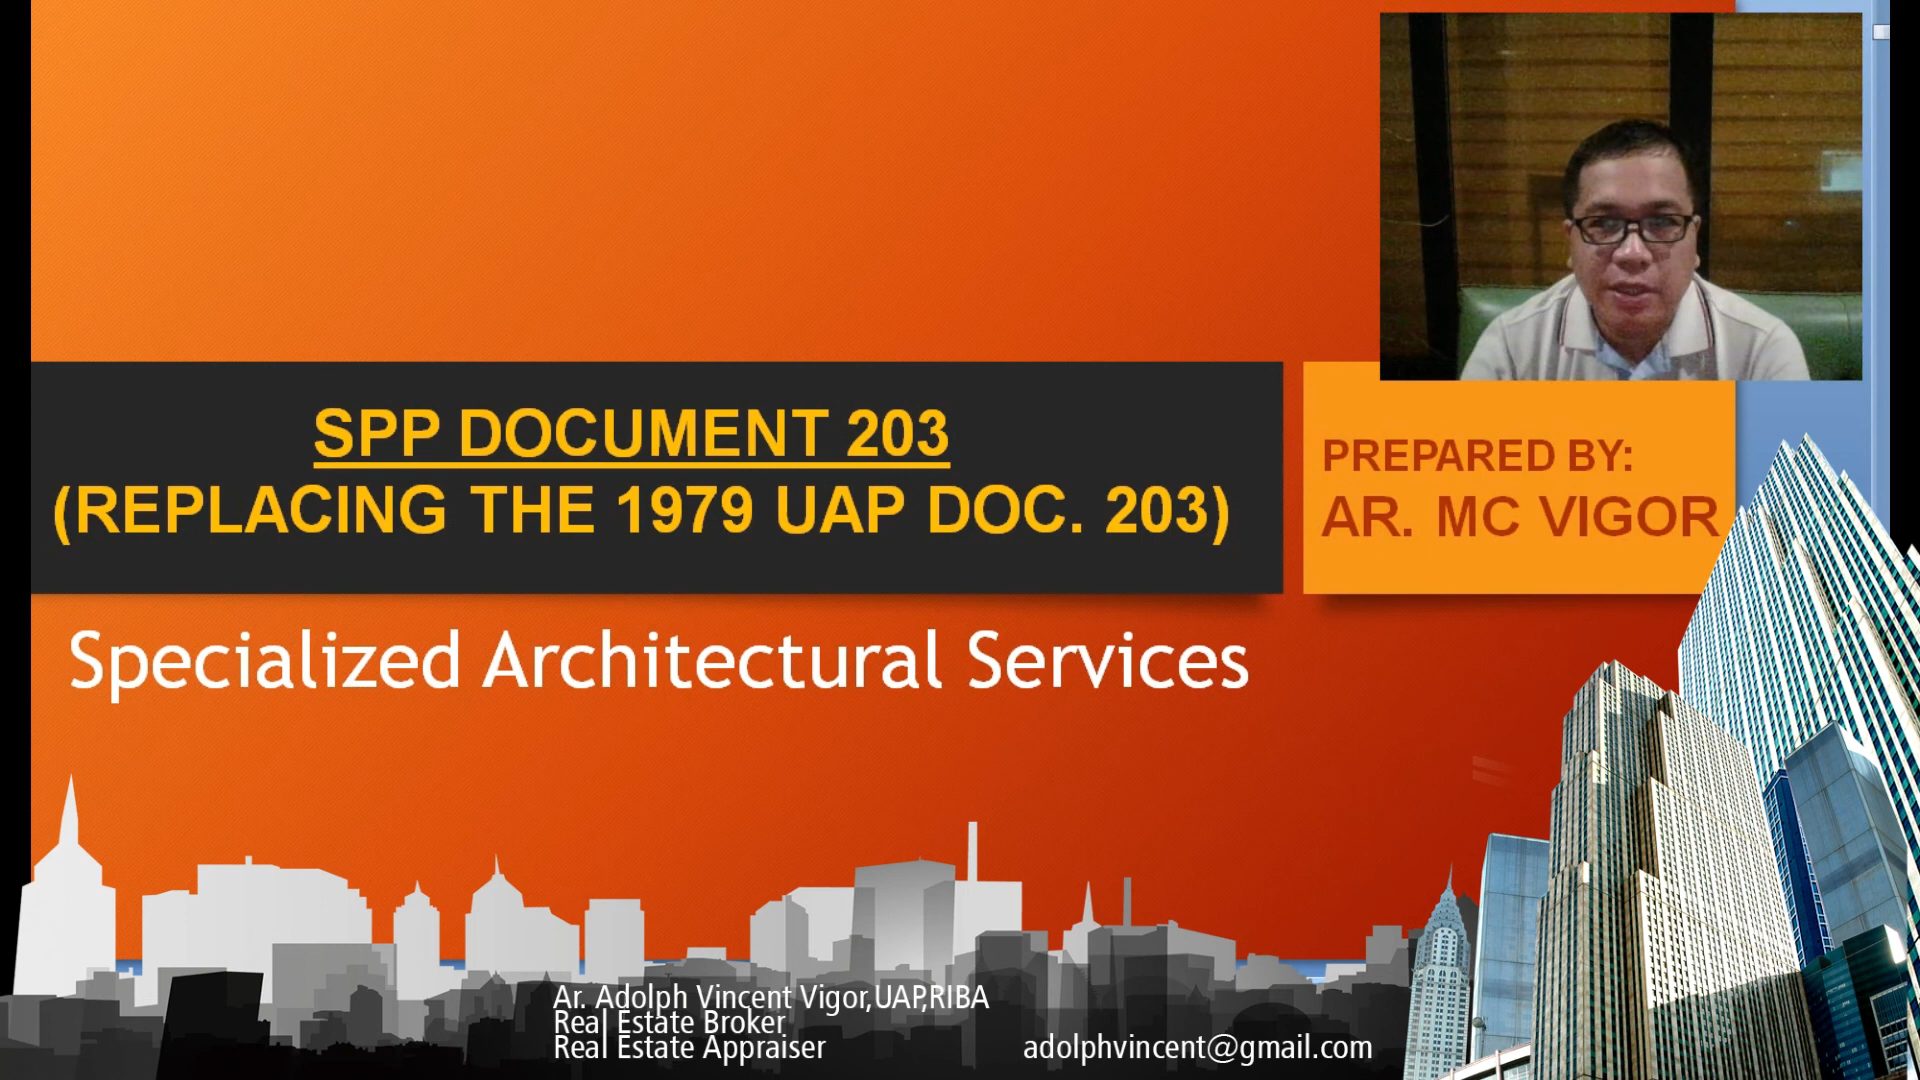 SPP DOCUMENT 203
(REPLACING THE 1979 UAP DOC. 203)
PREPARED BY:
AR. MC VIGOR
Specialized Architectural Services
Ar. Adolph Vincent Vigor,UAP,RIBA
Real Estate Broker
Real Estate Appraiser
adolphvincent@gmail.com